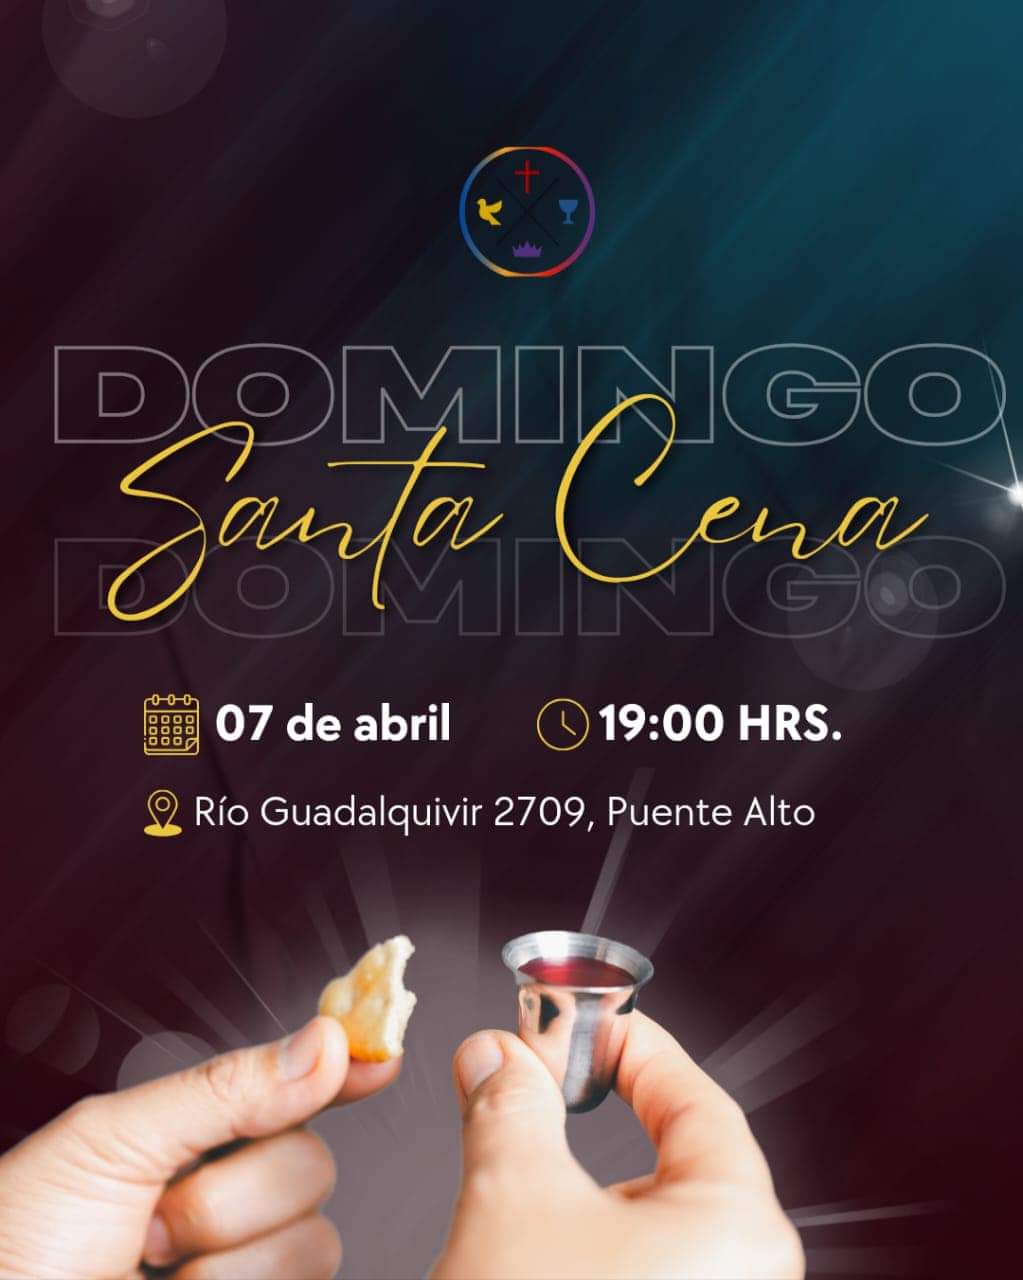 DOMINGO
Santa Cena
DOMINGO
07 de abril
19:00 HRS.
Río Guadalquivir 2709, Puente Alto